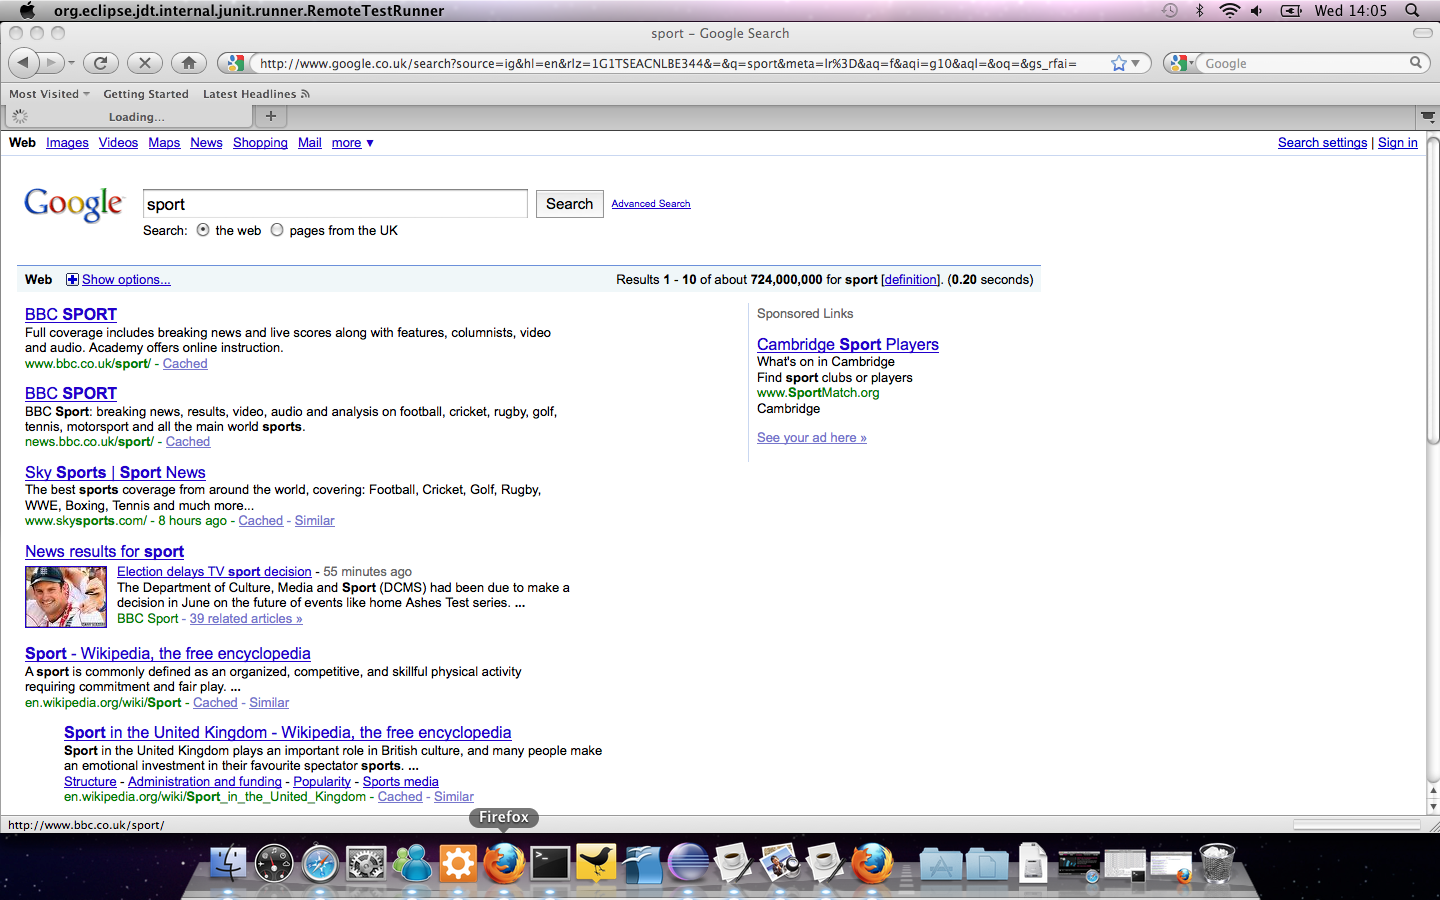 org.eclipse.jdt.internal.junit.runner.RemoteTestRunner
Wed 14:05
sport – Google Search
http://www.google.co.uk/search?source=ig&hl=en&rlz=1G1TSEACNLBE344&=&q=sport&meta=lr%3D&aq=f&aqi=g10&aql=&oq=&gs_rfai=
Google
Most Visited Getting Started Latest Headlines
Loading...
Web Images Videos Maps News Shopping Mail more ▼
Search settings | Sign in
Google sport Search Advanced Search
Search: the web pages from the UK
Web Show options...
Results 1 - 10 of about 724,000,000 for sport [definition]. (0.20 seconds)
BBC SPORT
Full coverage includes breaking news and live scores along with features, columnists, video
and audio. Academy offers online instruction.
www.bbc.co.uk/sport/ - Cached
BBC SPORT
BBC Sport: breaking news, results, video, audio and analysis on football, cricket, rugby, golf,
tennis, motorsport and all the main world sports.
news.bbc.co.uk/sport/ - Cached
Sky Sports | Sport News
The best sports coverage from around the world, covering: Football, Cricket, Golf, Rugby,
WWE, Boxing, Tennis and much more...
www.skysports.com/ - 8 hours ago - Cached - Similar
News results for sport
Election delays TV sport decision - 55 minutes ago
The Department of Culture, Media and Sport (DCMS) had been due to make a
decision in June on the future of events like home Ashes Test series. ...
BBC Sport - 39 related articles »
Sport - Wikipedia, the free encyclopedia
A sport is commonly defined as an organized, competitive, and skillful physical activity
requiring commitment and fair play. ...
en.wikipedia.org/wiki/Sport - Cached - Similar
Sport in the United Kingdom - Wikipedia, the free encyclopedia
Sport in the United Kingdom plays an important role in British culture, and many people make
an emotional investment in their favourite spectator sports. ...
Structure - Administration and funding - Popularity - Sports media
en.wikipedia.org/wiki/Sport_in_the_United_Kingdom - Cached - Similar
Sponsored Links
Cambridge Sport Players
What's on in Cambridge
Find sport clubs or players
www.SportMatch.org
Cambridge
See your ad here »
http://www.bbc.co.uk/sport/
Firefox